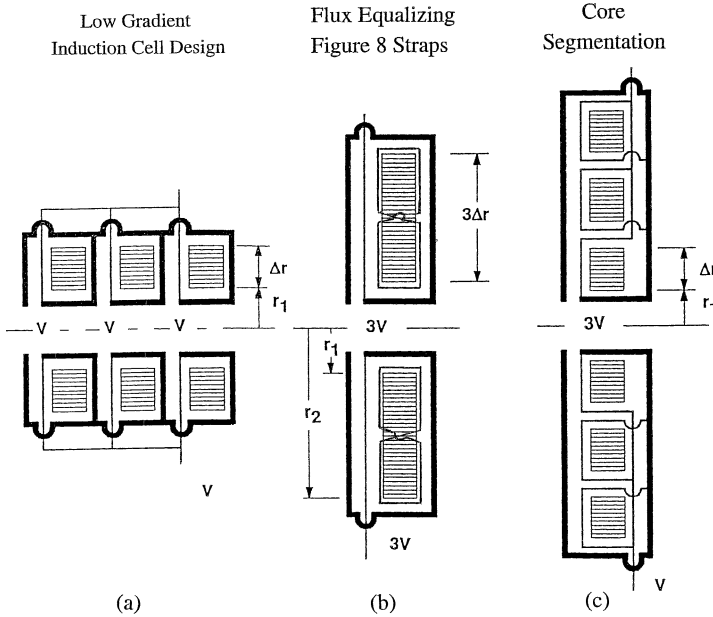 Low Gradient
Induction Cell Design
Flux Equalizing
Figure 8 Straps
Core
Segmentation
Δr
r1
V
V
V
V
(a)
3Δr
3V
r1
r2
3V
(b)
3V
V
(c)